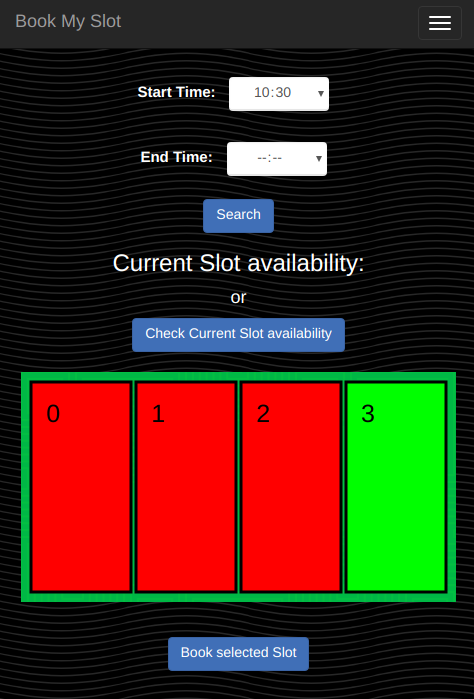 Book My Slot
Start Time: 10:30
End Time: --:--
Search
Current Slot availability:
or
Check Current Slot availability
0 1 2 3
Book selected Slot